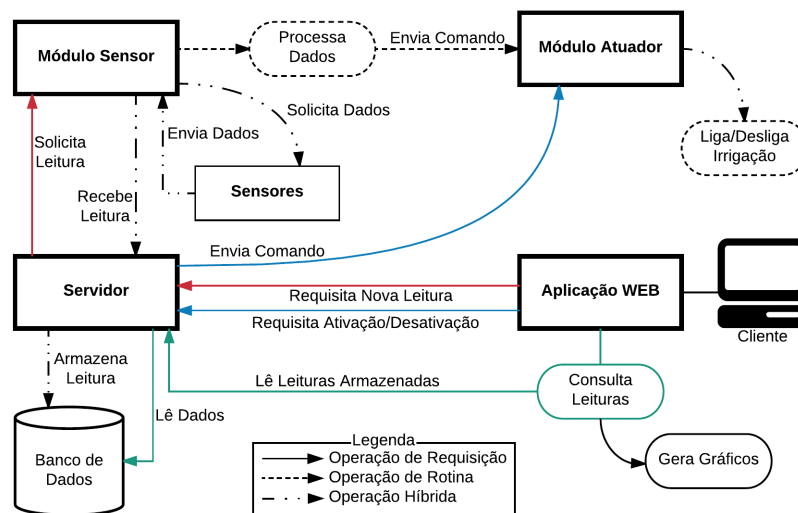 Módulo Sensor
Processa
Dados
Envia Comando
Módulo Atuador
Solicita Dados
Envia Dados
Solicita
Leitura
Liga/Desliga
Irrigação
Sensores
Recebe
Leitura
Envia Comando
Servidor
Requisita Nova Leitura
Aplicação WEB
Requisita Ativação/Desativação
Cliente
Armazena
Leitura
Lê Leituras Armazenadas
Consulta
Leituras
Lê Dados
Banco de
Dados
Gera Gráficos
Legenda
Operação de Requisição
Operação de Rotina
Operação Híbrida